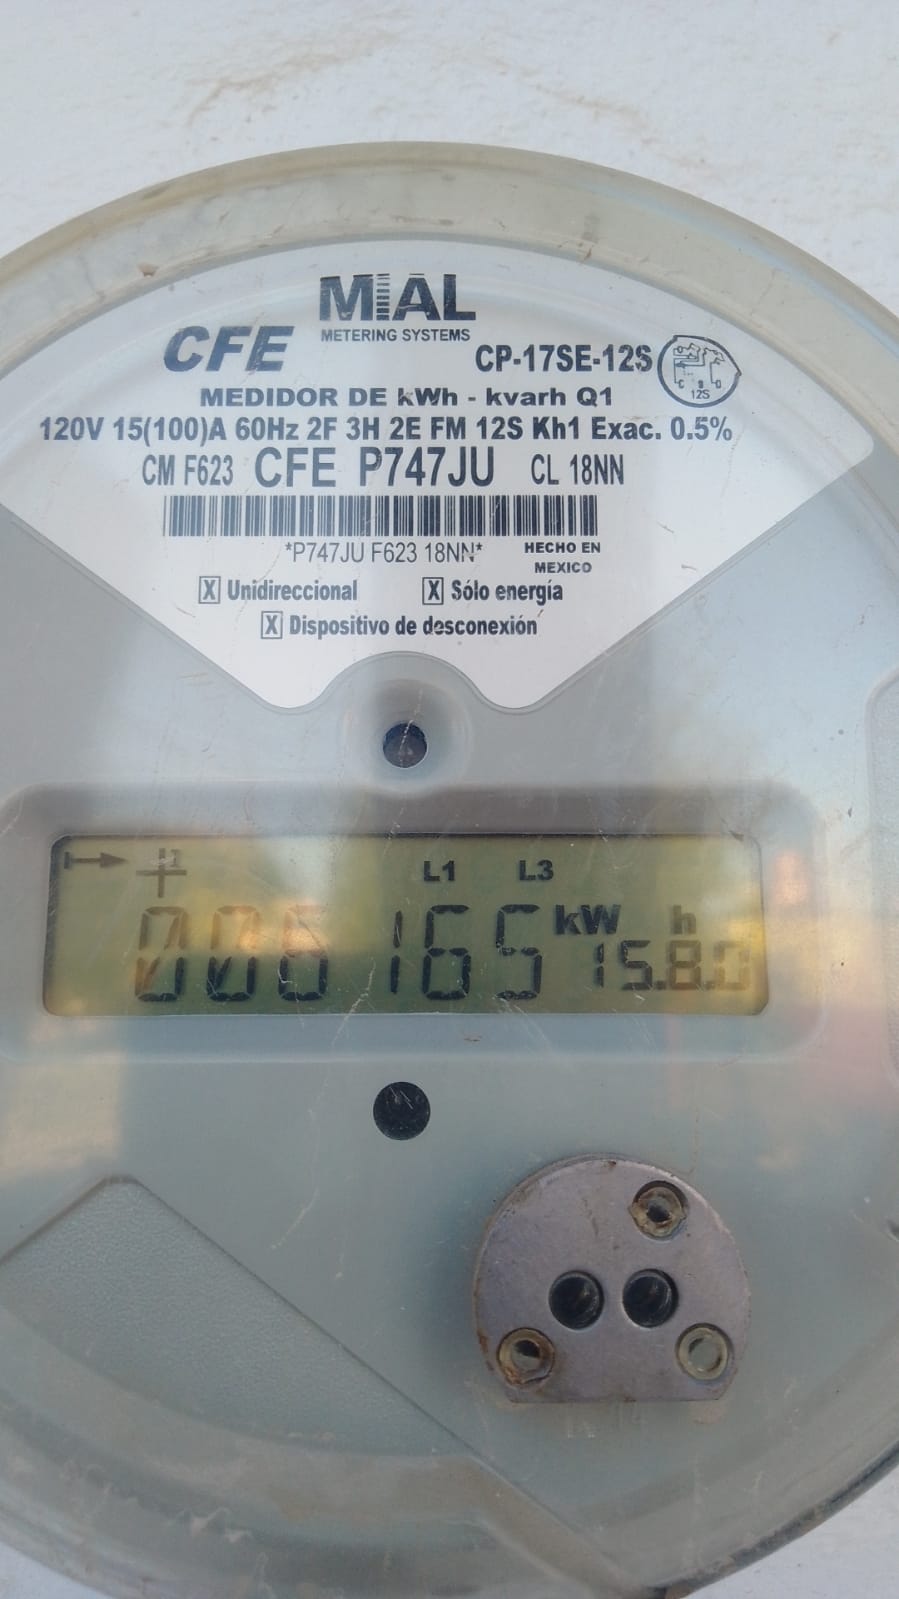 MIAL
METERING SYSTEMS
CFE
CP-17SE-12S
12S
MEDIDOR DE kWh - kvarh Q1
120V 15(100)A 60Hz 2F 3H 2E FM 12S Kh1 Exac. 0.5%
CM F623 CFE P747JU CL 18NN
*P747JU F623 18NN*
HECHO EN
MEXICO
X Unidireccional X Sólo energía
X Dispositivo de desconexión
L1 L3
006165 kW h
15.8.0